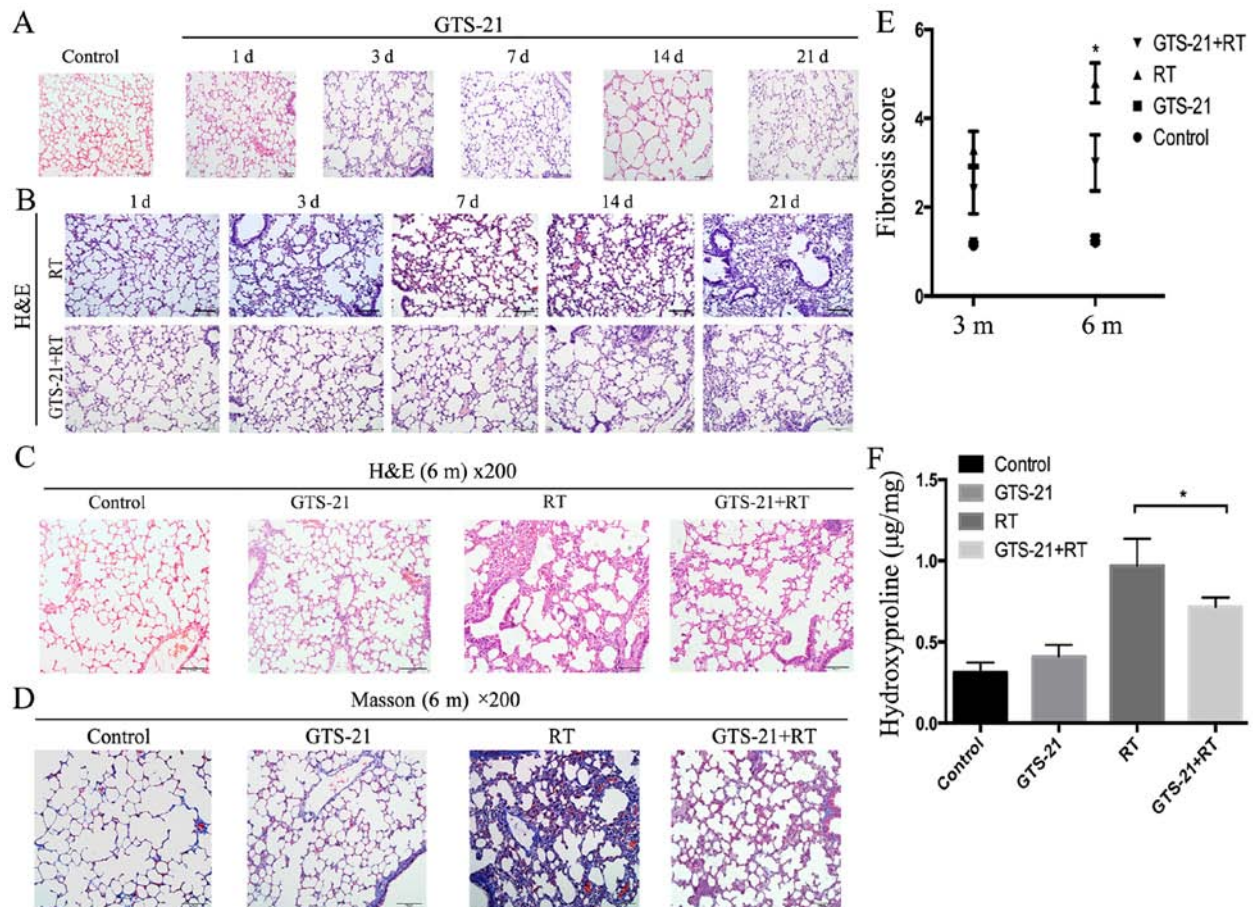 A
GTS-21
Control
1 d
3 d
7 d
14 d
21 d
B
1 d
3 d
7 d
14 d
21 d
H&E
RT
GTS-21+RT
C
H&E (6 m) x200
Control
GTS-21
RT
GTS-21+RT
D
Masson (6 m) ×200
Control
GTS-21
RT
GTS-21+RT
E
Fibrosis score
6
4
2
0
3 m
6 m
*
GTS-21+RT
RT
GTS-21
Control
F
Control
GTS-21
RT
GTS-21+RT
Hydroxyproline (μg/mg)
1.5
1.0
0.5
0.0
*
Control
GTS-21
RT
GTS-21+RT